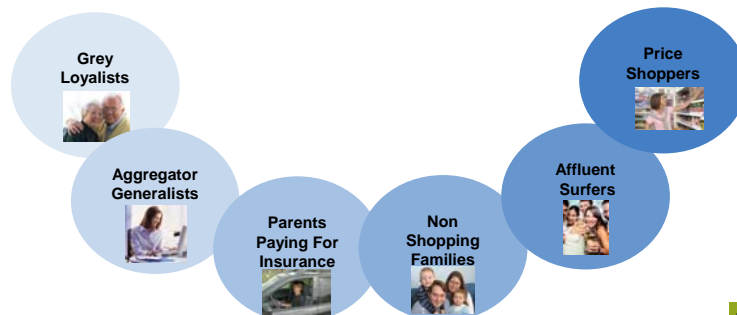 Grey
Loyalists
Aggregator
Generalists
Parents
Paying For
Insurance
Non
Shopping
Families
Affluent
Surfers
Price
Shoppers